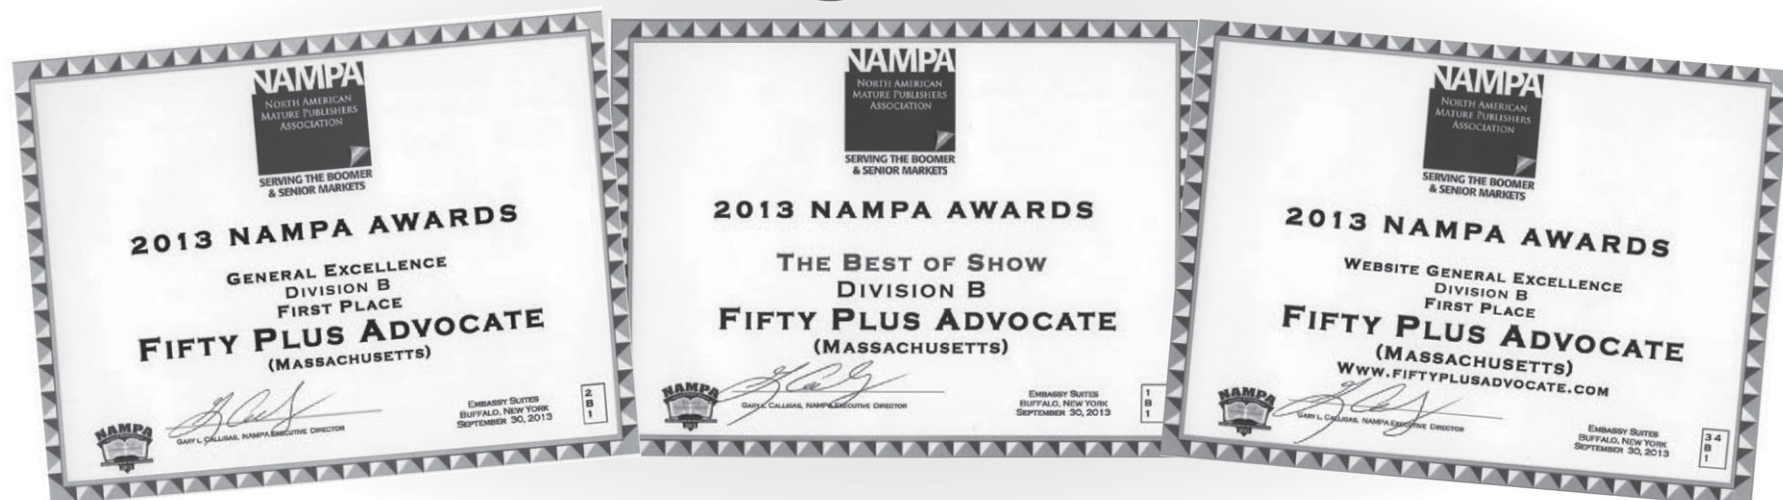 NAMPA
NORTH AMERICAN
MATURE PUBLISHERS
ASSOCIATION
SERVING THE BOOMER
& SENIOR MARKETS
2013 NAMPA AWARDS
GENERAL EXCELLENCE
DIVISION B
FIRST PLACE
FIFTY PLUS ADVOCATE
(MASSACHUSETTS)
NAMPA
GARY L. CALLIGAS, NAMPA EXECUTIVE DIRECTOR
EMBASSY SUITES
BUFFALO, NEW YORK
SEPTEMBER 30, 2013
2
B
1
NAMPA
NORTH AMERICAN
MATURE PUBLISHERS
ASSOCIATION
SERVING THE BOOMER
& SENIOR MARKETS
2013 NAMPA AWARDS
THE BEST OF SHOW
DIVISION B
FIFTY PLUS ADVOCATE
(MASSACHUSETTS)
NAMPA
GARY L. CALLIGAS, NAMPA EXECUTIVE DIRECTOR
EMBASSY SUITES
BUFFALO, NEW YORK
SEPTEMBER 30, 2013
1
B
1
NAMPA
NORTH AMERICAN
MATURE PUBLISHERS
ASSOCIATION
SERVING THE BOOMER
& SENIOR MARKETS
2013 NAMPA AWARDS
WEBSITE GENERAL EXCELLENCE
DIVISION B
FIRST PLACE
FIFTY PLUS ADVOCATE
(MASSACHUSETTS)
WWW.FIFTYPLUSADVOCATE.COM
NAMPA
GARY L. CALLIGAS, NAMPA EXECUTIVE DIRECTOR
EMBASSY SUITES
BUFFALO, NEW YORK
SEPTEMBER 30, 2013
34
B
1